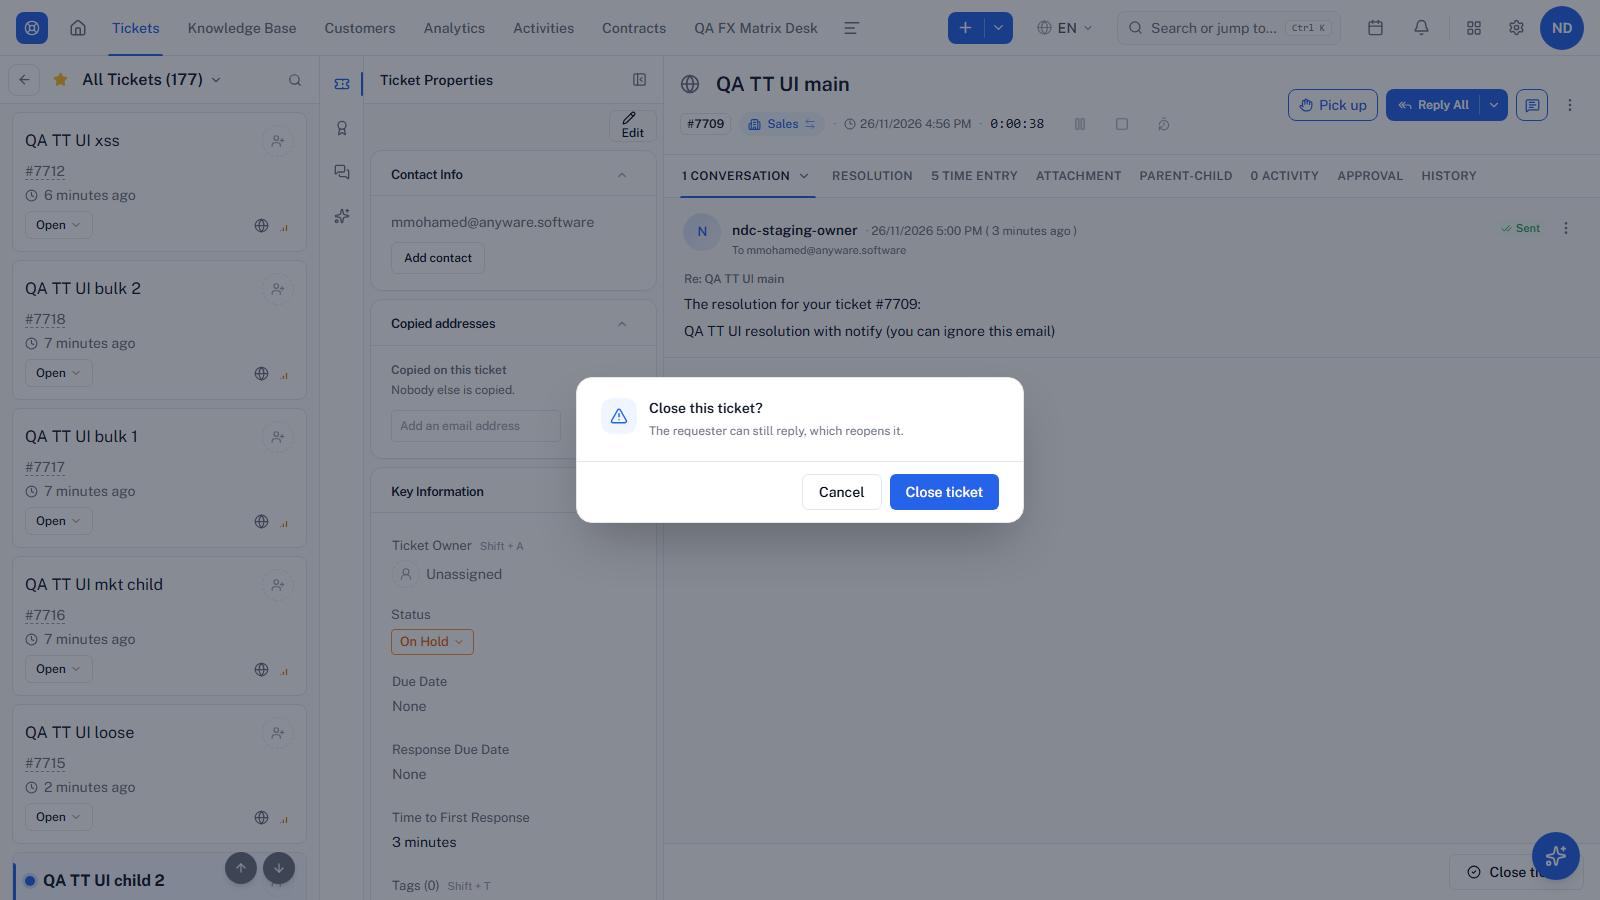 Tickets
Knowledge Base
Customers
Analytics
Activities
Contracts
QA FX Matrix Desk
EN
Search or jump to...
Ctrl K
ND
All Tickets (177)
QA TT UI xss
#7712
6 minutes ago
Open
QA TT UI bulk 2
#7718
7 minutes ago
Open
QA TT UI bulk 1
#7717
7 minutes ago
Open
QA TT UI mkt child
#7716
7 minutes ago
Open
QA TT UI loose
#7715
2 minutes ago
Open
QA TT UI child 2
Ticket Properties
Edit
Contact Info
mmohamed@anyware.software
Add contact
Copied addresses
Copied on this ticket
Nobody else is copied.
Add an email address
Key Information
Ticket Owner Shift + A
Unassigned
Status
On Hold
Due Date
None
Response Due Date
None
Time to First Response
3 minutes
Tags (0) Shift + T
QA TT UI main
#7709
Sales
· 26/11/2026 4:56 PM · 0:00:38
Pick up
Reply All
1 CONVERSATION
RESOLUTION
5 TIME ENTRY
ATTACHMENT
PARENT-CHILD
0 ACTIVITY
APPROVAL
HISTORY
N
ndc-staging-owner · 26/11/2026 5:00 PM ( 3 minutes ago )
Sent
To mmohamed@anyware.software
Re: QA TT UI main
The resolution for your ticket #7709:
QA TT UI resolution with notify (you can ignore this email)
Close this ticket?
The requester can still reply, which reopens it.
Cancel
Close ticket
Close